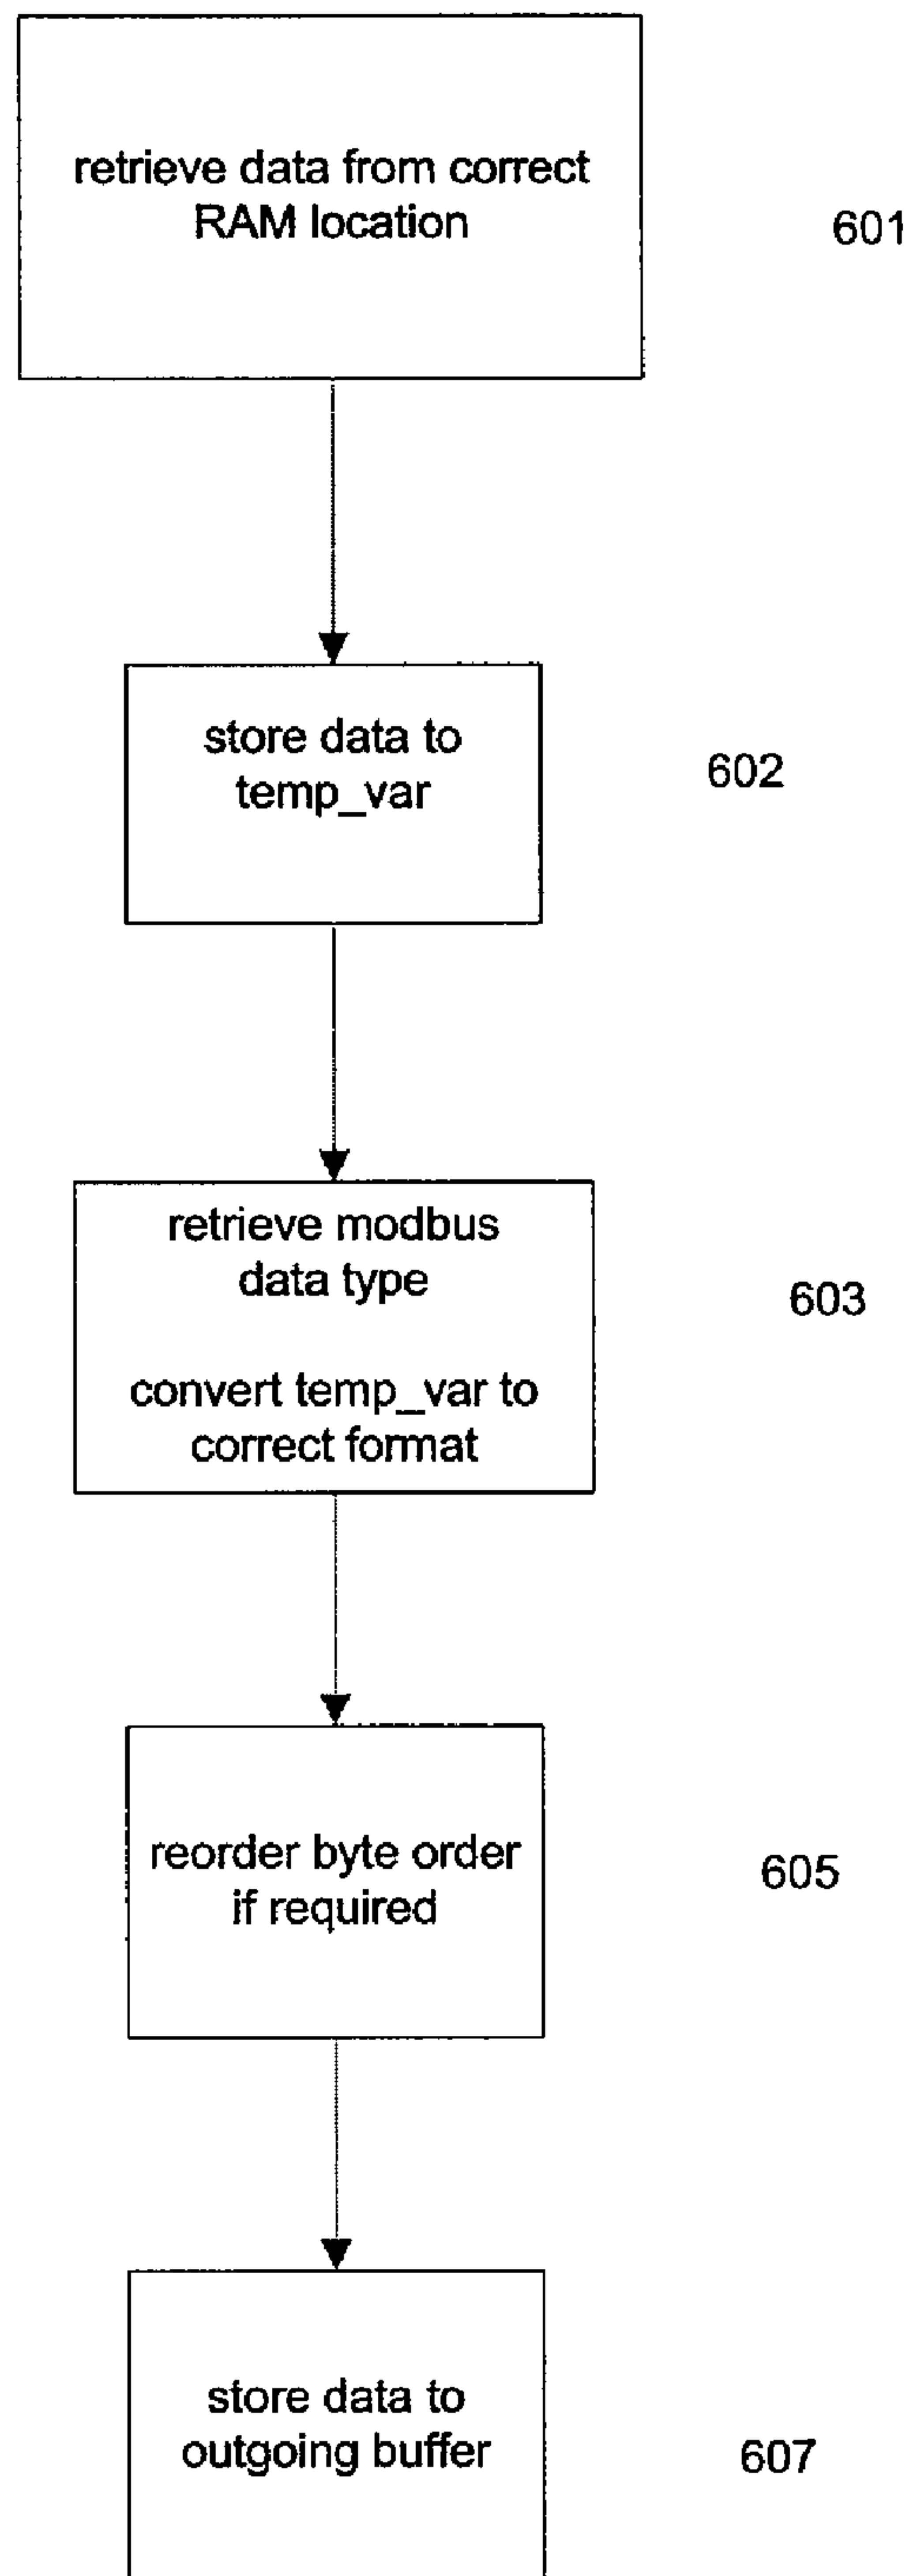 retrieve data from correct
RAM location
601
store data to
temp_var
602
retrieve modbus
data type
convert temp_var to
correct format
603
reorder byte order
if required
605
store data to
outgoing buffer
607